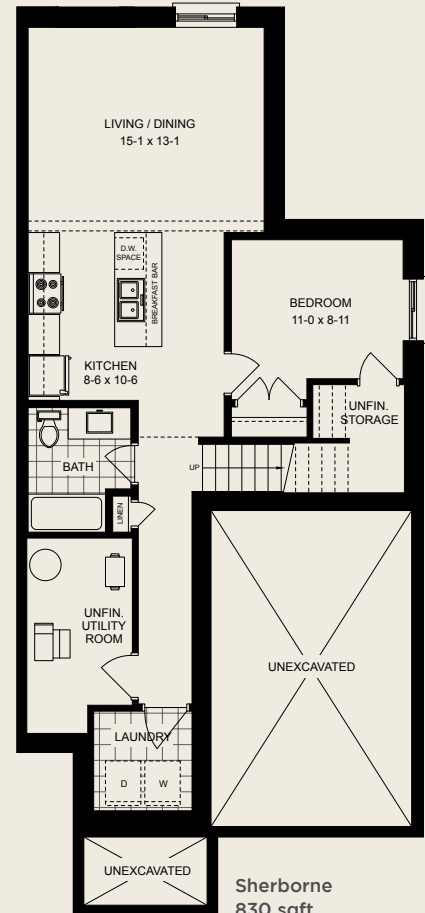 LIVING / DINING
15-1 x 13-1
D.W.
SPACE
BREAKFAST BAR
BEDROOM
11-0 x 8-11
KITCHEN
8-6 x 10-6
UNFIN.
STORAGE
BATH
UP
LINEN
UNFIN.
UTILITY
ROOM
UNEXCAVATED
LAUNDRY
D
W
UNEXCAVATED
Sherborne
830 sqft